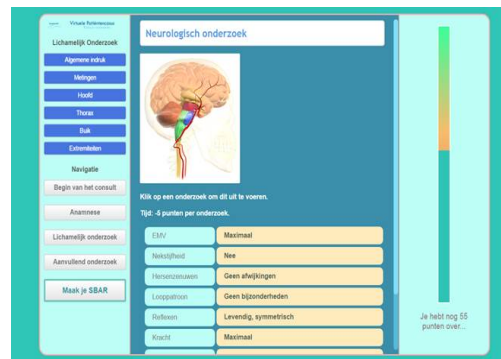 Virtuele Patiëntencasus
Lichamelijk Onderzoek
Algemene indruk
Metingen
Hoofd
Thorax
Buik
Extremiteiten
Navigatie
Begin van het consult
Anamnese
Lichamelijk onderzoek
Aanvullend onderzoek
Maak je SBAR
Neurologisch onderzoek
Klik op een onderzoek om dit uit te voeren.
Tijd: -5 punten per onderzoek.
EMV Maximaal
Nekstijfheid Nee
Hersenzenuwen Geen afwijkingen
Looppatroon Geen bijzonderheden
Reflexen Levendig, symmetrisch
Kracht Maximaal
Je hebt nog 55
punten over...